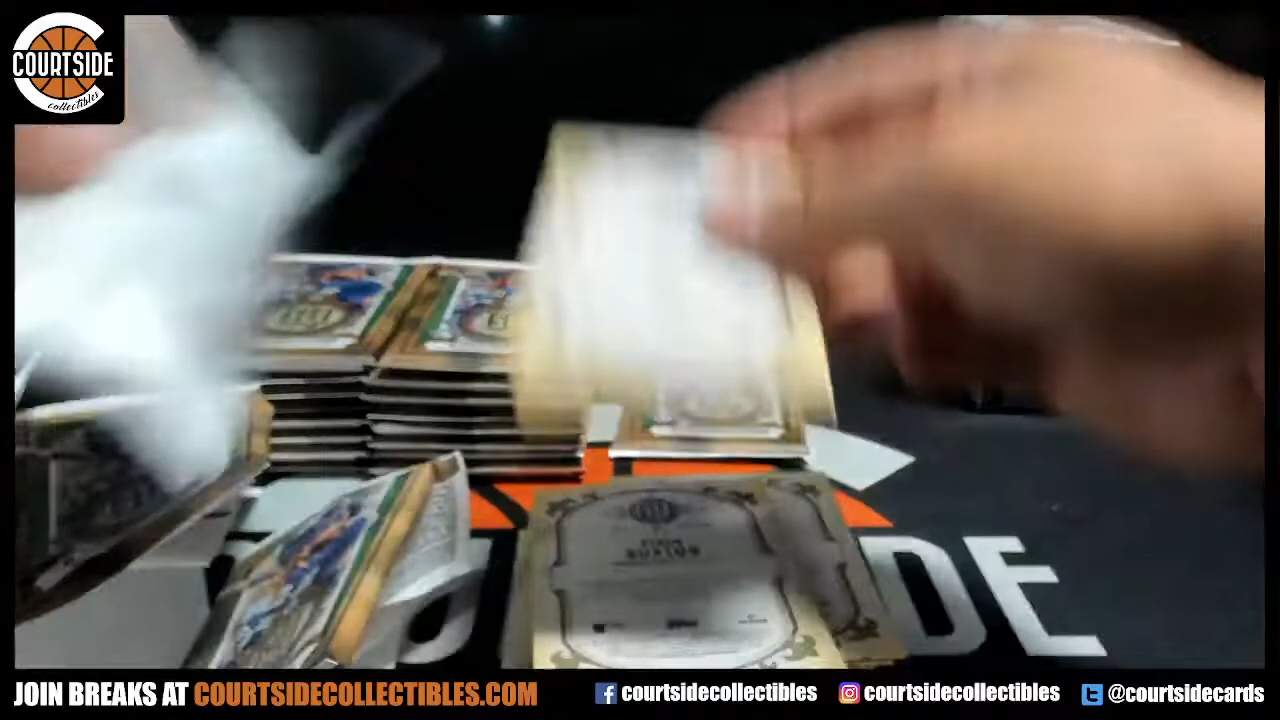 COURTSIDE
collectibles
DE
JOIN BREAKS AT COURTSIDECOLLECTIBLES.COM
courtsidecollectibles
courtsidecollectibles
@courtsidecards